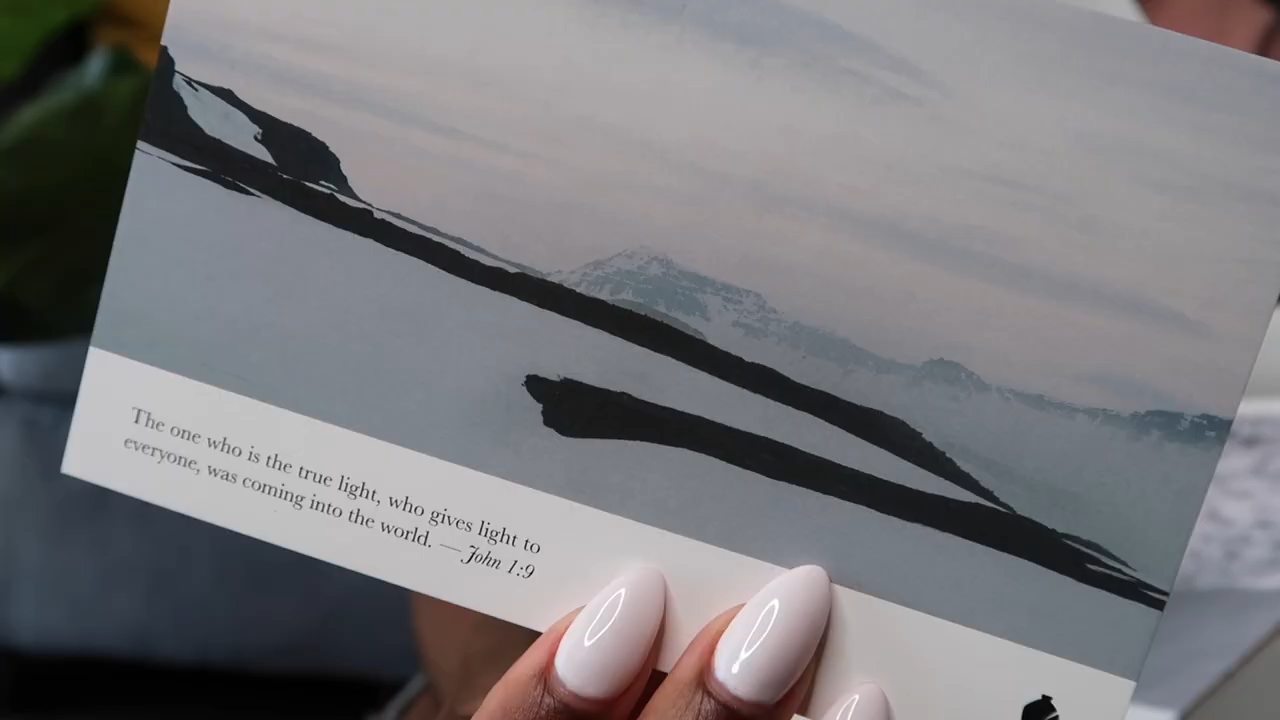 The one who is the true light, who gives light to
everyone, was coming into the world. — John 1:9